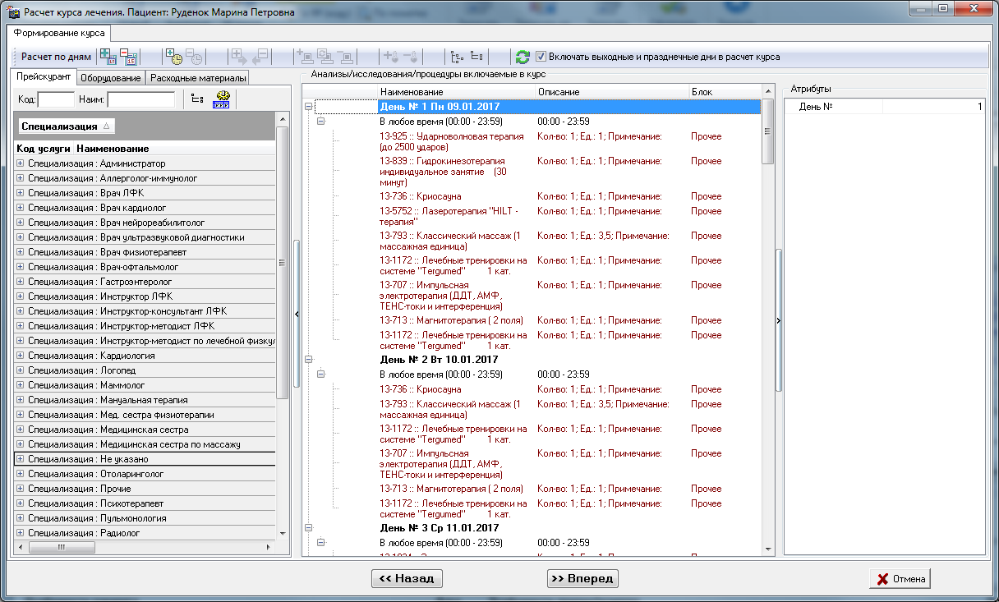 Расчет курса лечения. Пациент: Руденок Марина Петровна
Формирование курса
Расчет по дням
Включать выходные и празднечные дни в расчет курса
Прейскурант Оборудование Расходные материалы
Код: Наим:
Специализация
Код услуги Наименование
Специализация : Администратор
Специализация : Аллерголог-иммунолог
Специализация : Врач ЛФК
Специализация : Врач кардиолог
Специализация : Врач нейрореабилитолог
Специализация : Врач ультразвуковой диагностики
Специализация : Врач физиотерапевт
Специализация : Врач-офтальмолог
Специализация : Гастроэнтеролог
Специализация : Инструктор ЛФК
Специализация : Инструктор-консультант ЛФК
Специализация : Инструктор-методист ЛФК
Специализация : Инструктор-методист по лечебной физкул
Специализация : Кардиология
Специализация : Логопед
Специализация : Маммолог
Специализация : Мануальная терапия
Специализация : Мед. сестра физиотерапии
Специализация : Медицинская сестра
Специализация : Медицинская сестра по массажу
Специализация : Не указано
Специализация : Отоларинголог
Специализация : Прочие
Специализация : Психотерапевт
Специализация : Пульмонология
Специализация : Радиолог
Анализы/исследования/процедуры включаемые в курс
Наименование Описание Блок
День № 1 Пн 09.01.2017
В любое время (00:00 - 23:59) 00:00 - 23:59
13-925 :: Ударноволновая терапия Кол-во: 1; Ед.: 1; Примечание: Прочее
(до 2500 ударов)
13-839 :: Гидрокинезотерапия Кол-во: 1; Ед.: 1; Примечание: Прочее
индивидуальное занятие (30
минут)
13-736 :: Криосауна Кол-во: 1; Ед.: 1; Примечание: Прочее
13-5752 :: Лазеротерапия "HILT - Кол-во: 1; Ед.: 1; Примечание: Прочее
терапия"
13-793 :: Классический массаж (1 Кол-во: 1; Ед.: 3,5; Примечание: Прочее
массажная единица)
13-1172 :: Лечебные тренировки на Кол-во: 1; Ед.: 1; Примечание: Прочее
системе "Tergumed" 1 кат.
13-707 :: Импульсная Кол-во: 1; Ед.: 1; Примечание: Прочее
электротерапия (ДДТ, АМФ,
ТЕНС-токи и интерференция)
13-713 :: Магнитотерапия ( 2 поля) Кол-во: 1; Ед.: 1; Примечание: Прочее
13-1172 :: Лечебные тренировки на Кол-во: 1; Ед.: 1; Примечание: Прочее
системе "Tergumed" 1 кат.
День № 2 Вт 10.01.2017
В любое время (00:00 - 23:59) 00:00 - 23:59
13-736 :: Криосауна Кол-во: 1; Ед.: 1; Примечание: Прочее
13-793 :: Классический массаж (1 Кол-во: 1; Ед.: 3,5; Примечание: Прочее
массажная единица)
13-1172 :: Лечебные тренировки на Кол-во: 1; Ед.: 1; Примечание: Прочее
системе "Tergumed" 1 кат.
13-707 :: Импульсная Кол-во: 1; Ед.: 1; Примечание: Прочее
электротерапия (ДДТ, АМФ,
ТЕНС-токи и интерференция)
13-713 :: Магнитотерапия ( 2 поля) Кол-во: 1; Ед.: 1; Примечание: Прочее
13-1172 :: Лечебные тренировки на Кол-во: 1; Ед.: 1; Примечание: Прочее
системе "Tergumed" 1 кат.
День № 3 Ср 11.01.2017
В любое время (00:00 - 23:59) 00:00 - 23:59
Атрибуты
День № 1
<< Назад >> Вперед Отмена